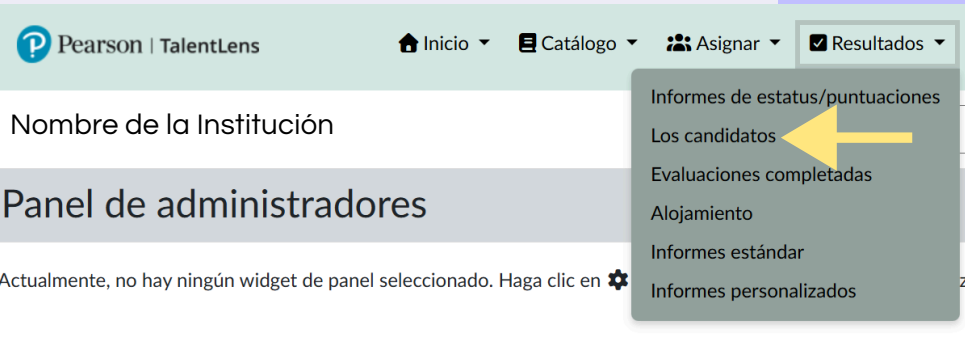 Pearson | TalentLens
Inicio
Catálogo
Asignar
Resultados
Informes de estatus/puntuaciones
Nombre de la Institución
Los candidatos
Evaluaciones completadas
Panel de administradores
Alojamiento
Informes estándar
Actualmente, no hay ningún widget de panel seleccionado. Haga clic en
Informes personalizados